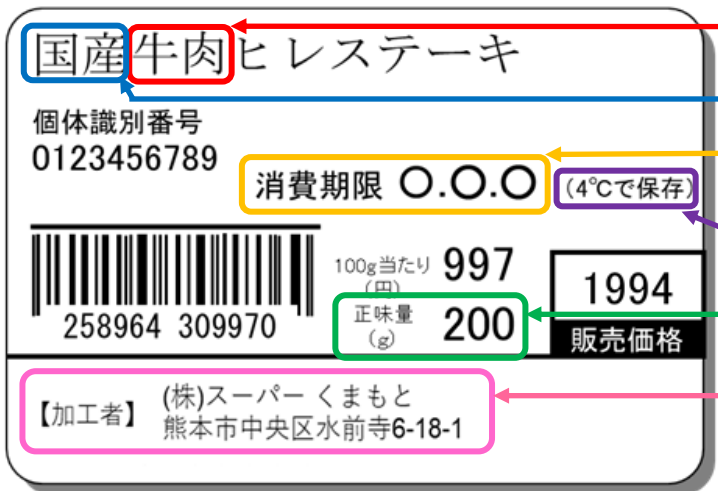 国産牛肉ヒレステーキ
個体識別番号
0123456789
消費期限 〇.〇.〇 (4℃で保存)
100g当たり 997
(円)
正味量 200
(g)
1994
販売価格
258964 309970
【加工者】 (株)スーパー くまもと
熊本市中央区水前寺6-18-1